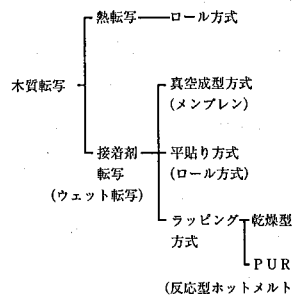 熱転写 ロール方式
木質転写
真空成型方式
(メンブレン)
接着剤 平貼り方式
転写 (ロール方式)
(ウェット転写)
ラッピング 乾燥型
方式
PUR
(反応型ホットメルト